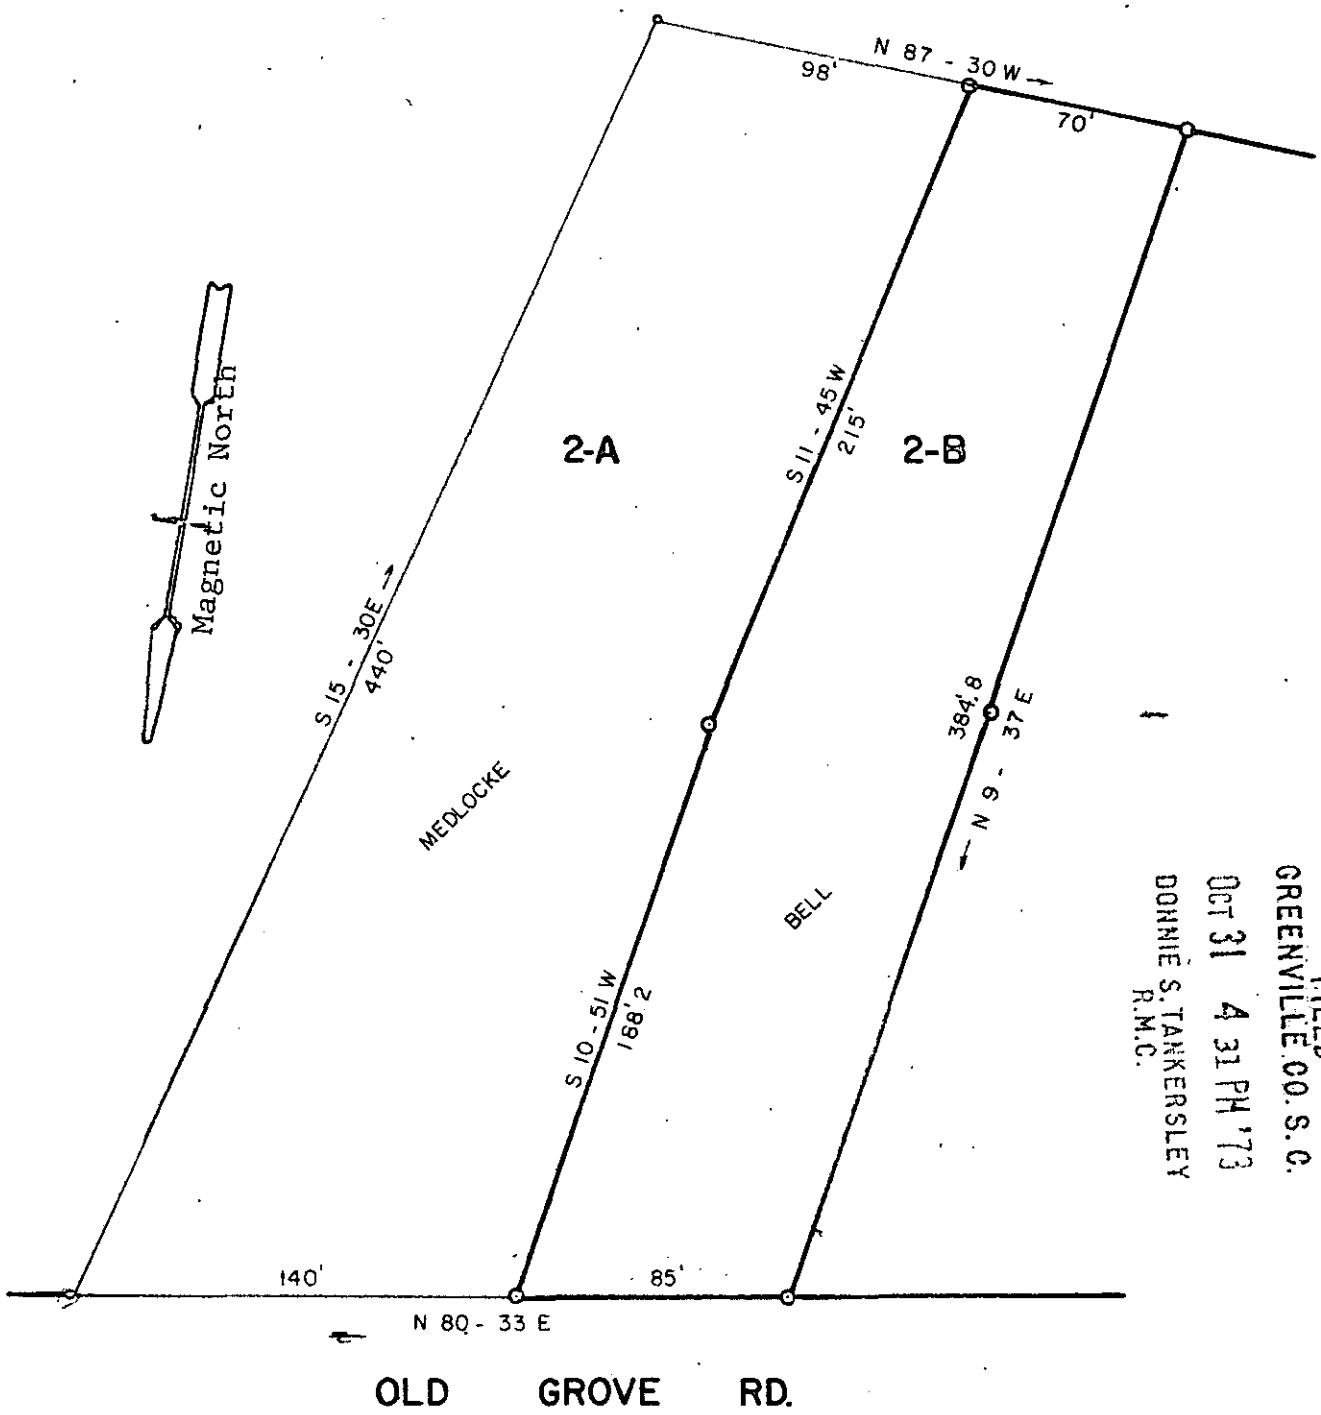 N 87 - 30 W
98'
70'
Magnetic North
2-A
2-B
S 11 - 45 W
215'
S 15 - 30E
440'
384'.8
N 9 - 37 E
MEDLOCKE
BELL
GREENVILLE CO. S. C.
OCT 31 4 31 PM '73
DONNIE S. TANKERSLEY
R.M.C.
S 10 - 51 W
168'2
140'
85'
N 80 - 33 E
OLD GROVE RD.